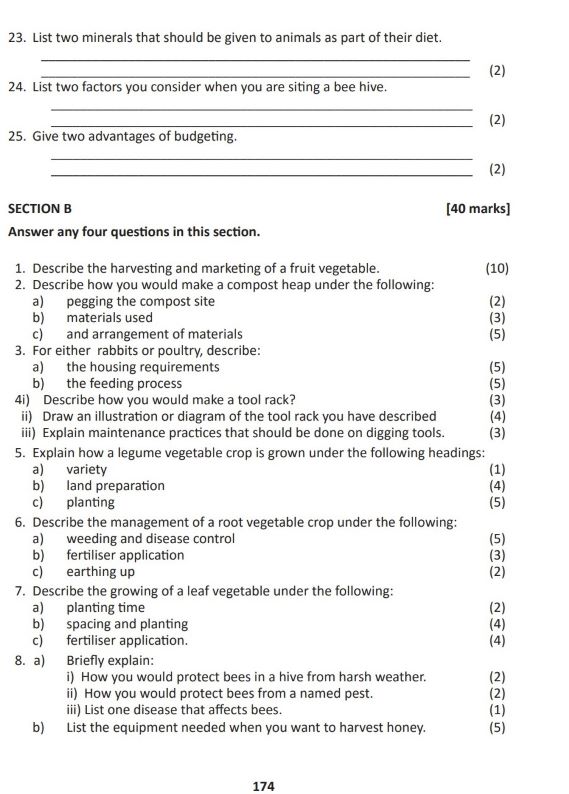 23. List two minerals that should be given to animals as part of their diet.
(2)
24. List two factors you consider when you are siting a bee hive.
(2)
25. Give two advantages of budgeting.
(2)
SECTION B [40 marks]
Answer any four questions in this section.
1. Describe the harvesting and marketing of a fruit vegetable. (10)
2. Describe how you would make a compost heap under the following:
a) pegging the compost site (2)
b) materials used (3)
c) and arrangement of materials (5)
3. For either rabbits or poultry, describe:
a) the housing requirements (5)
b) the feeding process (5)
4i) Describe how you would make a tool rack? (3)
ii) Draw an illustration or diagram of the tool rack you have described (4)
iii) Explain maintenance practices that should be done on digging tools. (3)
5. Explain how a legume vegetable crop is grown under the following headings:
a) variety (1)
b) land preparation (4)
c) planting (5)
6. Describe the management of a root vegetable crop under the following:
a) weeding and disease control (5)
b) fertiliser application (3)
c) earthing up (2)
7. Describe the growing of a leaf vegetable under the following:
a) planting time (2)
b) spacing and planting (4)
c) fertiliser application. (4)
8. a) Briefly explain:
i) How you would protect bees in a hive from harsh weather. (2)
ii) How you would protect bees from a named pest. (2)
iii) List one disease that affects bees. (1)
b) List the equipment needed when you want to harvest honey. (5)
174